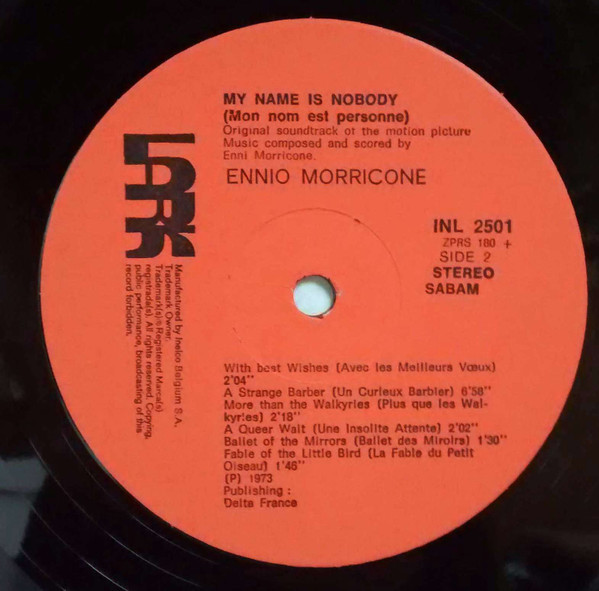 MY NAME IS NOBODY
(Mon nom est personne)
Original soundtrack of the motion picture
Music composed and scored by
Enni Morricone.
ENNIO MORRICONE
LARK
INL 2501
ZPRS 180 +
SIDE 2
STEREO
SABAM
Manufactured by Inelco Belgium S.A.
Trademark Owner.
Trademark(s)® Registered Marca(s)
registrada(s). All rights reserved. Copying,
public performance, broadcasting of this
record forbidden.
With best Wishes (Avec les Meilleurs Vœux)
2'04''
A Strange Barber (Un Curieux Barbier) 6'58''
More than the Walkyries (Plus que les Wal-
kyries) 2'18''
A Queer Wait (Une Insolite Attente) 2'02''
Ballet of the Mirrors (Ballet des Miroirs) 1'30''
Fable of the Little Bird (La Fable du Petit
Oiseau) 1'46''
(P) 1973
Publishing :
Delta France